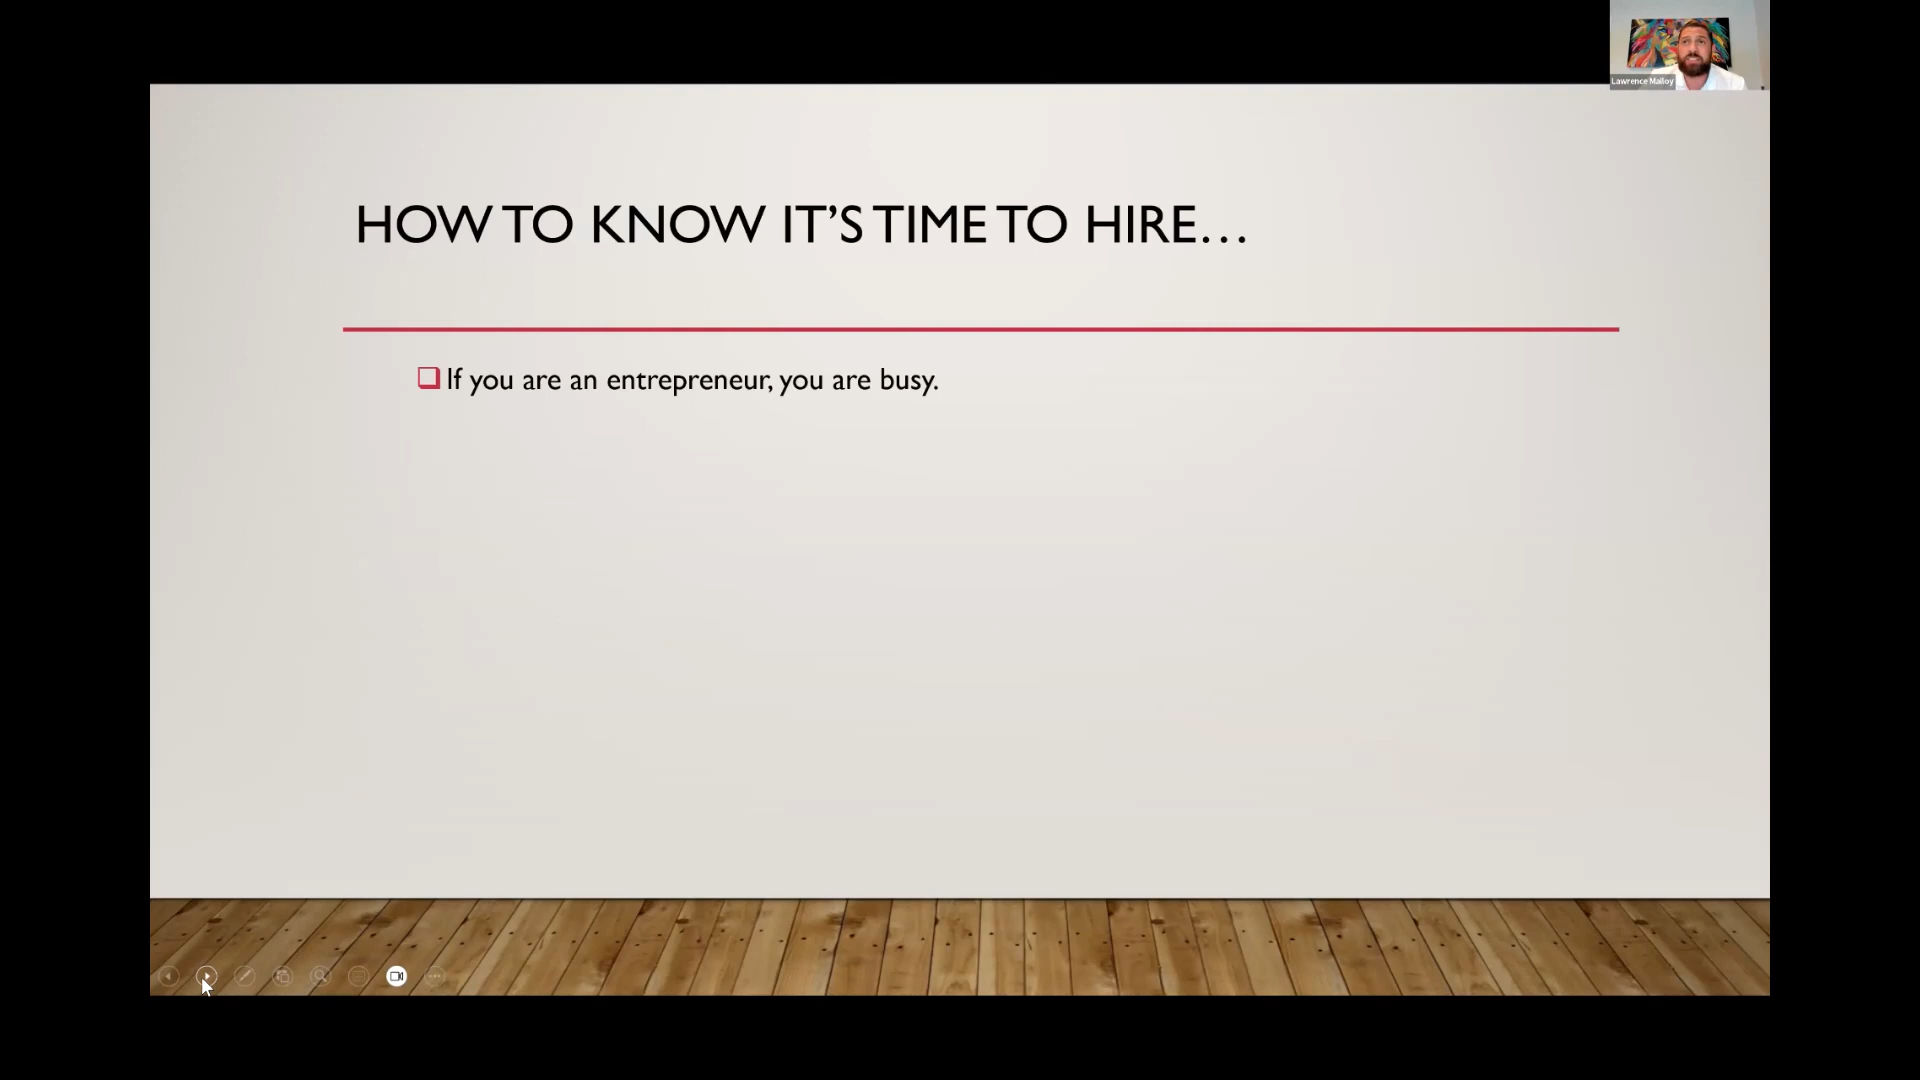 Lawrence Malloy
HOW TO KNOW IT’S TIME TO HIRE…
If you are an entrepreneur, you are busy.